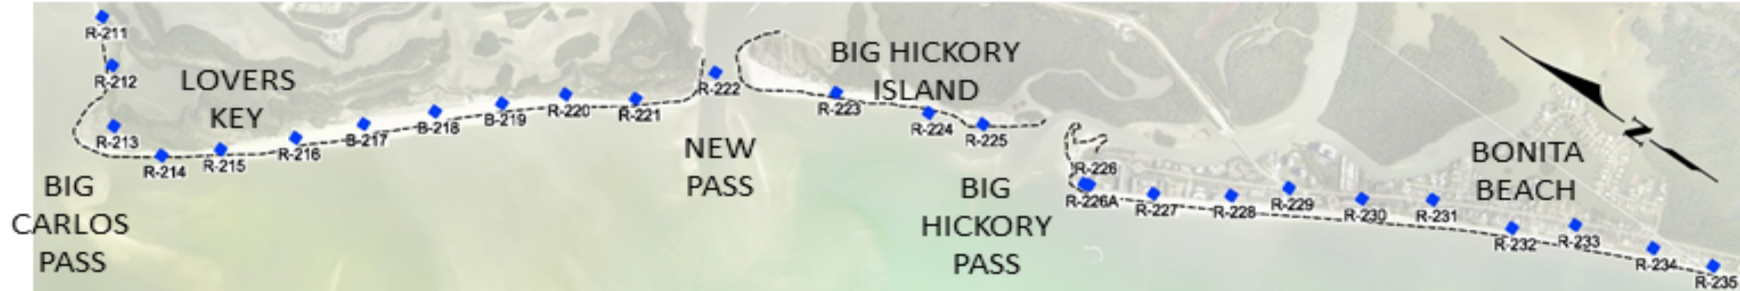 R-211
R-212
R-213
R-214
R-215
R-216
B-217
B-218
B-219
R-220
R-221
R-222
R-223
R-224
R-225
R-226
R-226A
R-227
R-228
R-229
R-230
R-231
R-232
R-233
R-234
R-235
LOVERS
KEY
BIG HICKORY
ISLAND
BIG
CARLOS
PASS
NEW
PASS
BIG
HICKORY
PASS
BONITA
BEACH
N